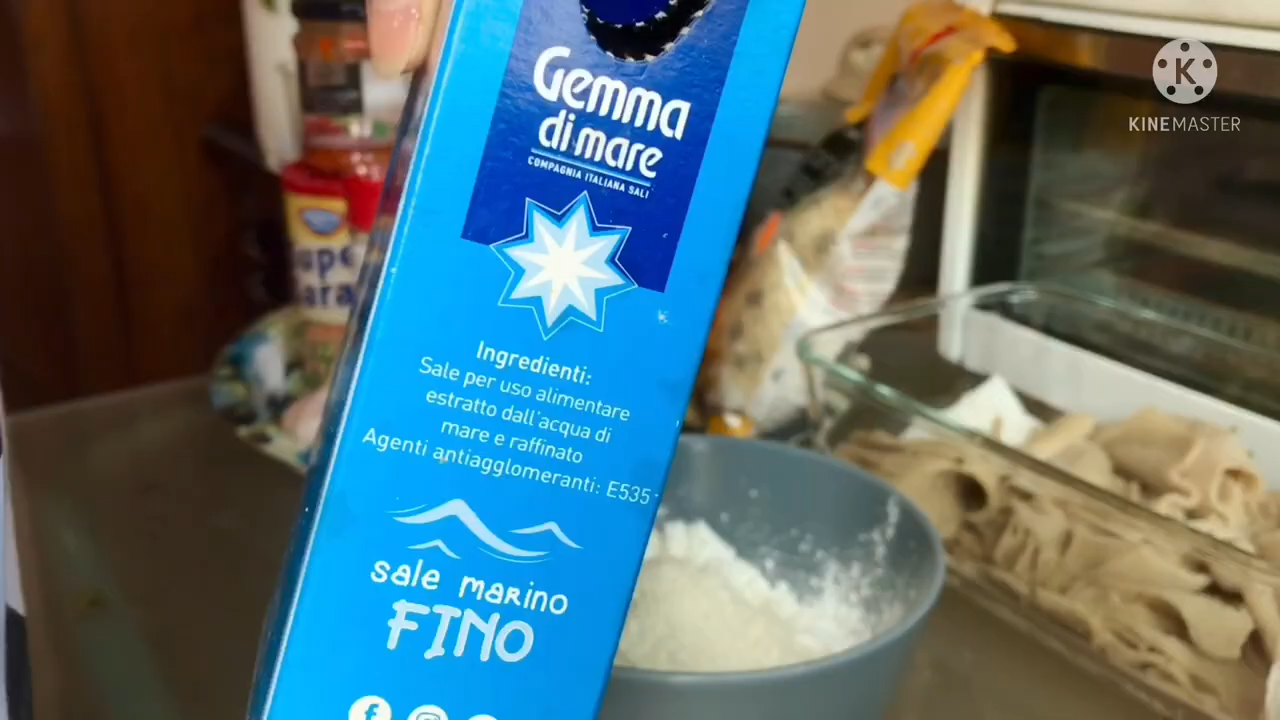 Gemma
di mare
COMPAGNIA ITALIANA SALI
Ingredienti:
Sale per uso alimentare
estratto dall'acqua di
mare e raffinato
Agenti antiagglomeranti: E535
sale marino
FINO
K
KINEMASTER